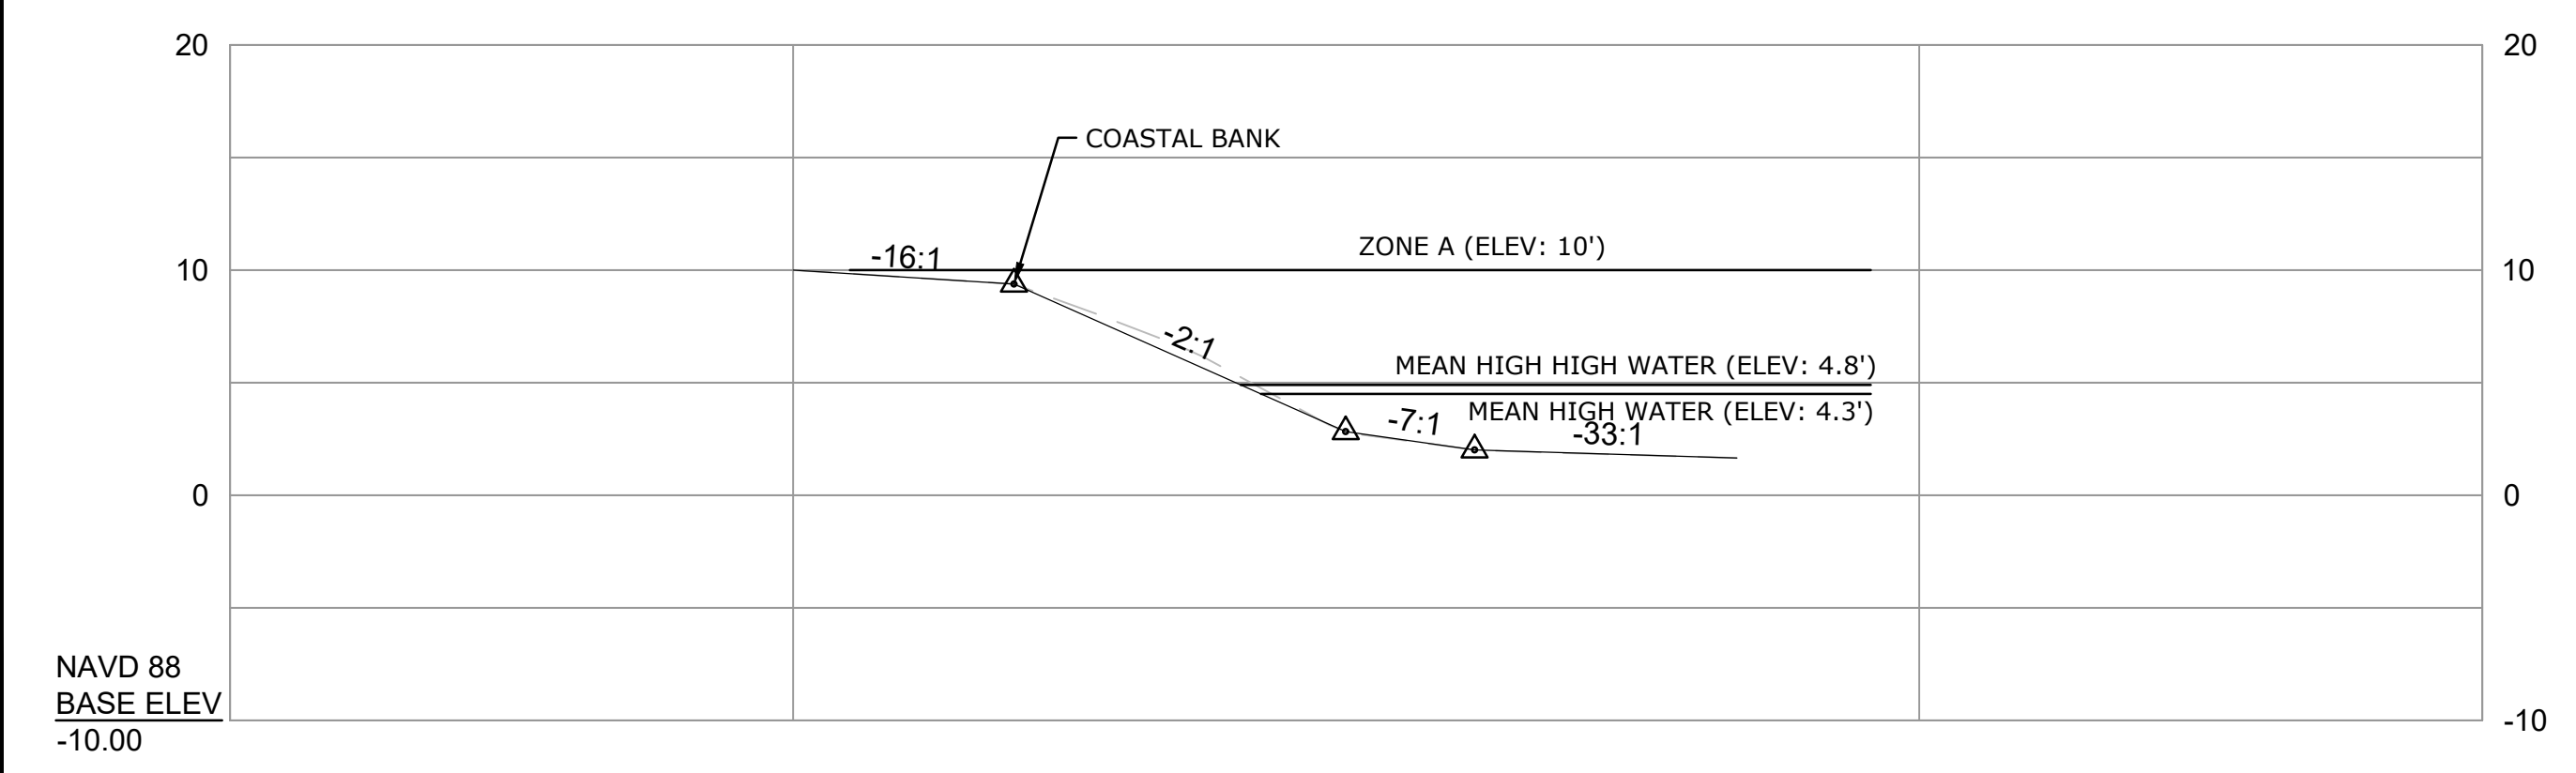 20
20
COASTAL BANK
-16:1
ZONE A (ELEV: 10')
10
10
-2:1
MEAN HIGH HIGH WATER (ELEV: 4.8')
MEAN HIGH WATER (ELEV: 4.3')
-7:1
-33:1
0
0
NAVD 88
BASE ELEV
-10.00
-10